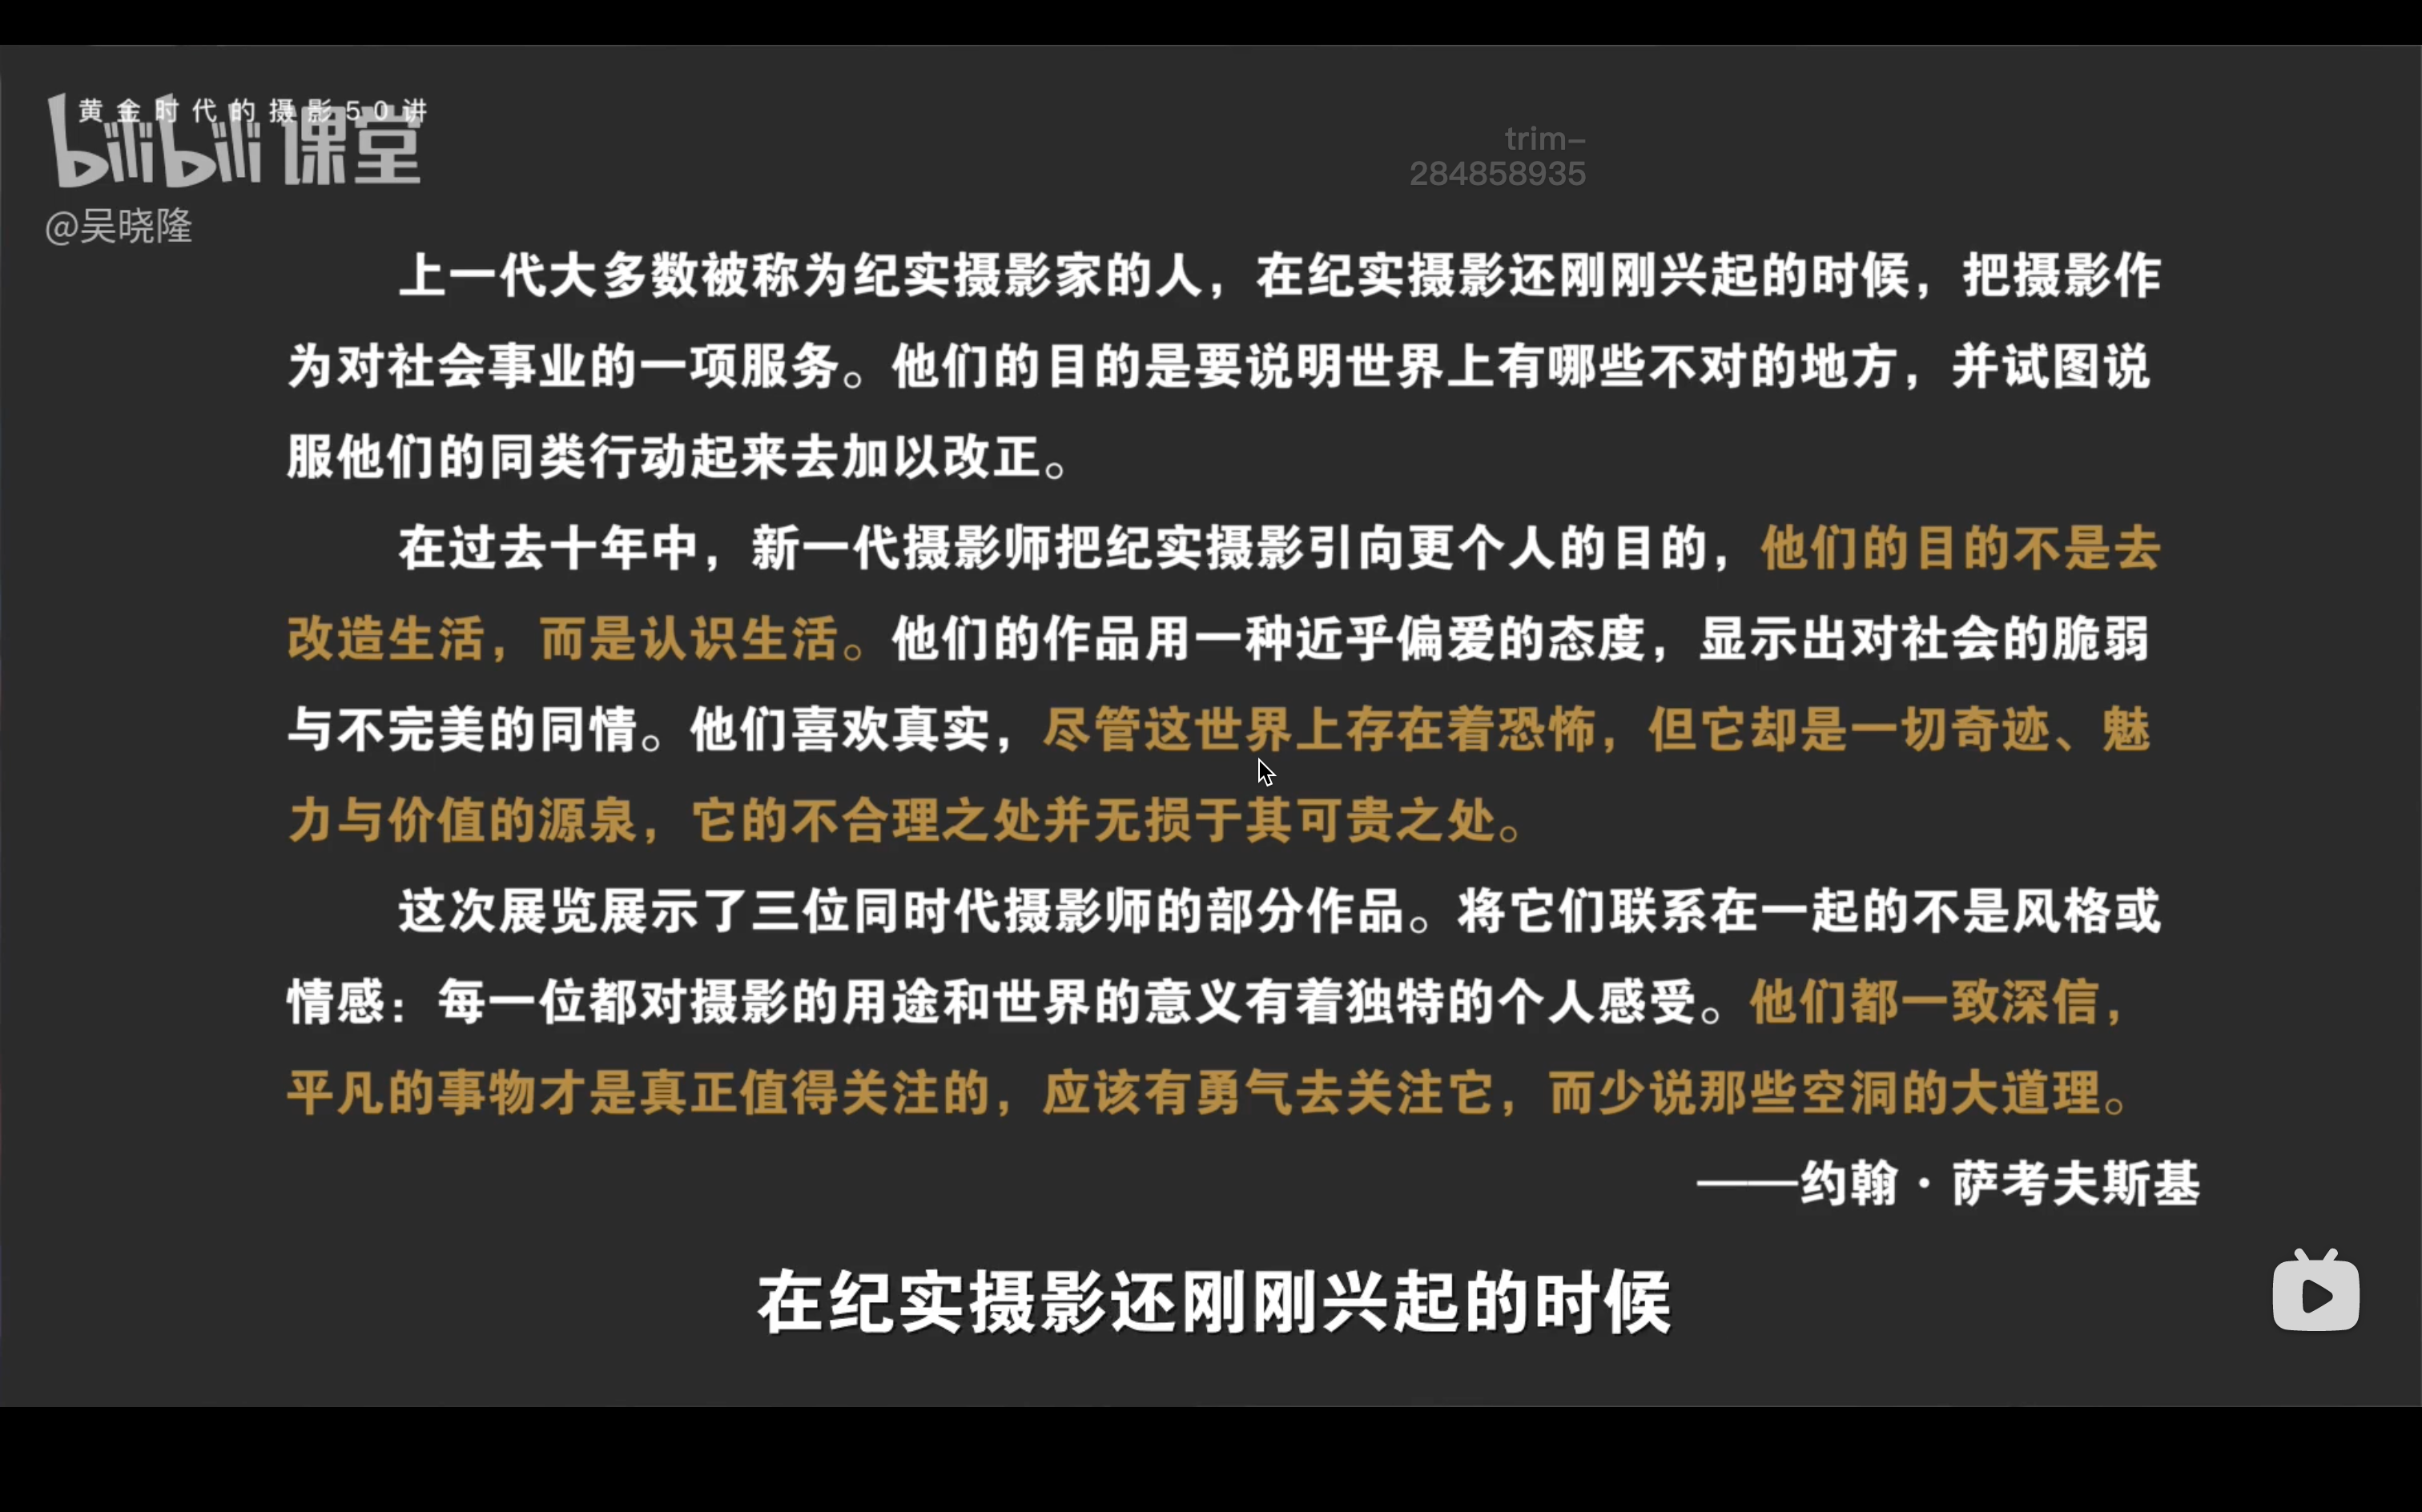 黄金时代的摄影50讲
bilibili课堂
@吴晓隆
trim-
284858935
上一代大多数被称为纪实摄影家的人，在纪实摄影还刚刚兴起的时候，把摄影作
为对社会事业的一项服务。他们的目的是要说明世界上有哪些不对的地方，并试图说
服他们的同类行动起来去加以改正。
在过去十年中，新一代摄影师把纪实摄影引向更个人的目的，他们的目的不是去
改造生活，而是认识生活。他们的作品用一种近乎偏爱的态度，显示出对社会的脆弱
与不完美的同情。他们喜欢真实，尽管这世界上存在着恐怖，但它却是一切奇迹、魅
力与价值的源泉，它的不合理之处并无损于其可贵之处。
这次展览展示了三位同时代摄影师的部分作品。将它们联系在一起的不是风格或
情感：每一位都对摄影的用途和世界的意义有着独特的个人感受。他们都一致深信，
平凡的事物才是真正值得关注的，应该有勇气去关注它，而少说那些空洞的大道理。
——约翰·萨考夫斯基
在纪实摄影还刚刚兴起的时候